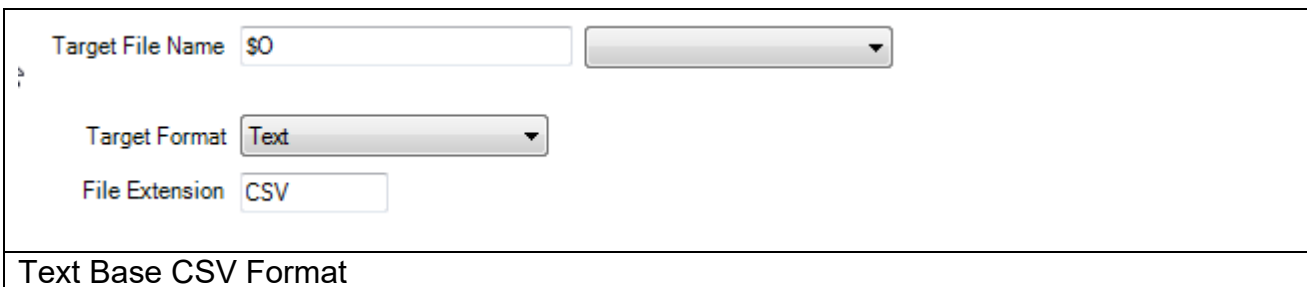 Target File Name $O
Target Format Text
File Extension CSV
Text Base CSV Format